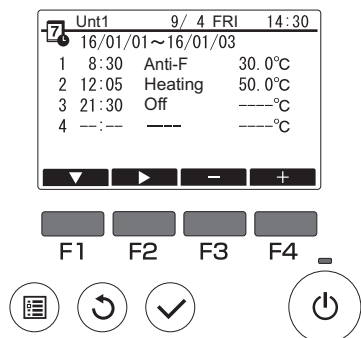 7 Unt1 9/ 4 FRI 14:30
16/01/01~16/01/03
1 8:30 Anti-F 30.0°C
2 12:05 Heating 50.0°C
3 21:30 Off ----°C
4 --:-- ---- ----°C
▼ ▶ − +
F1 F2 F3 F4